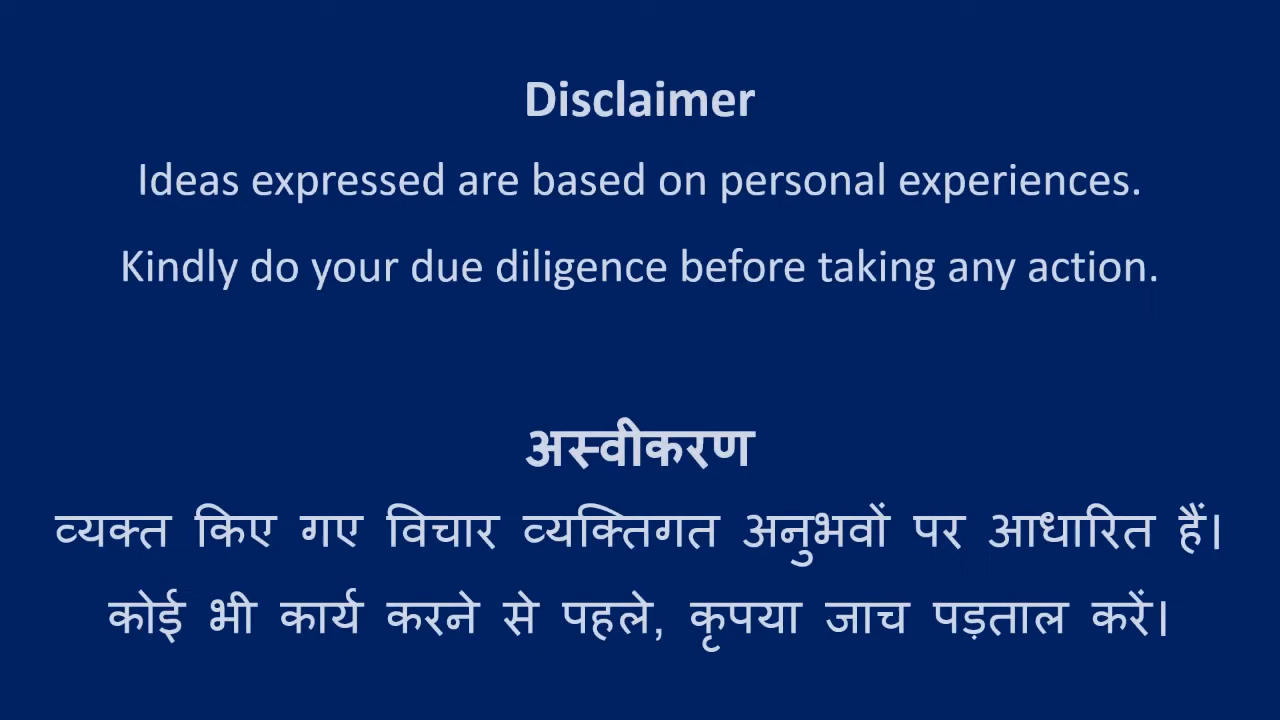 Disclaimer
Ideas expressed are based on personal experiences.
Kindly do your due diligence before taking any action.
अस्वीकरण
व्यक्त किए गए विचार व्यक्तिगत अनुभवों पर आधारित हैं।
कोई भी कार्य करने से पहले, कृपया जाच पड़ताल करें।